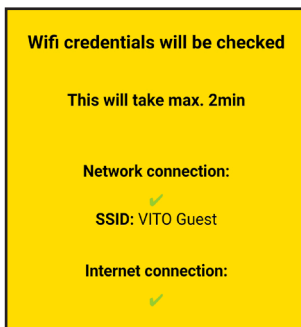 Wifi credentials will be checked
This will take max. 2min
Network connection:
✔
SSID: VITO Guest
Internet connection:
✔